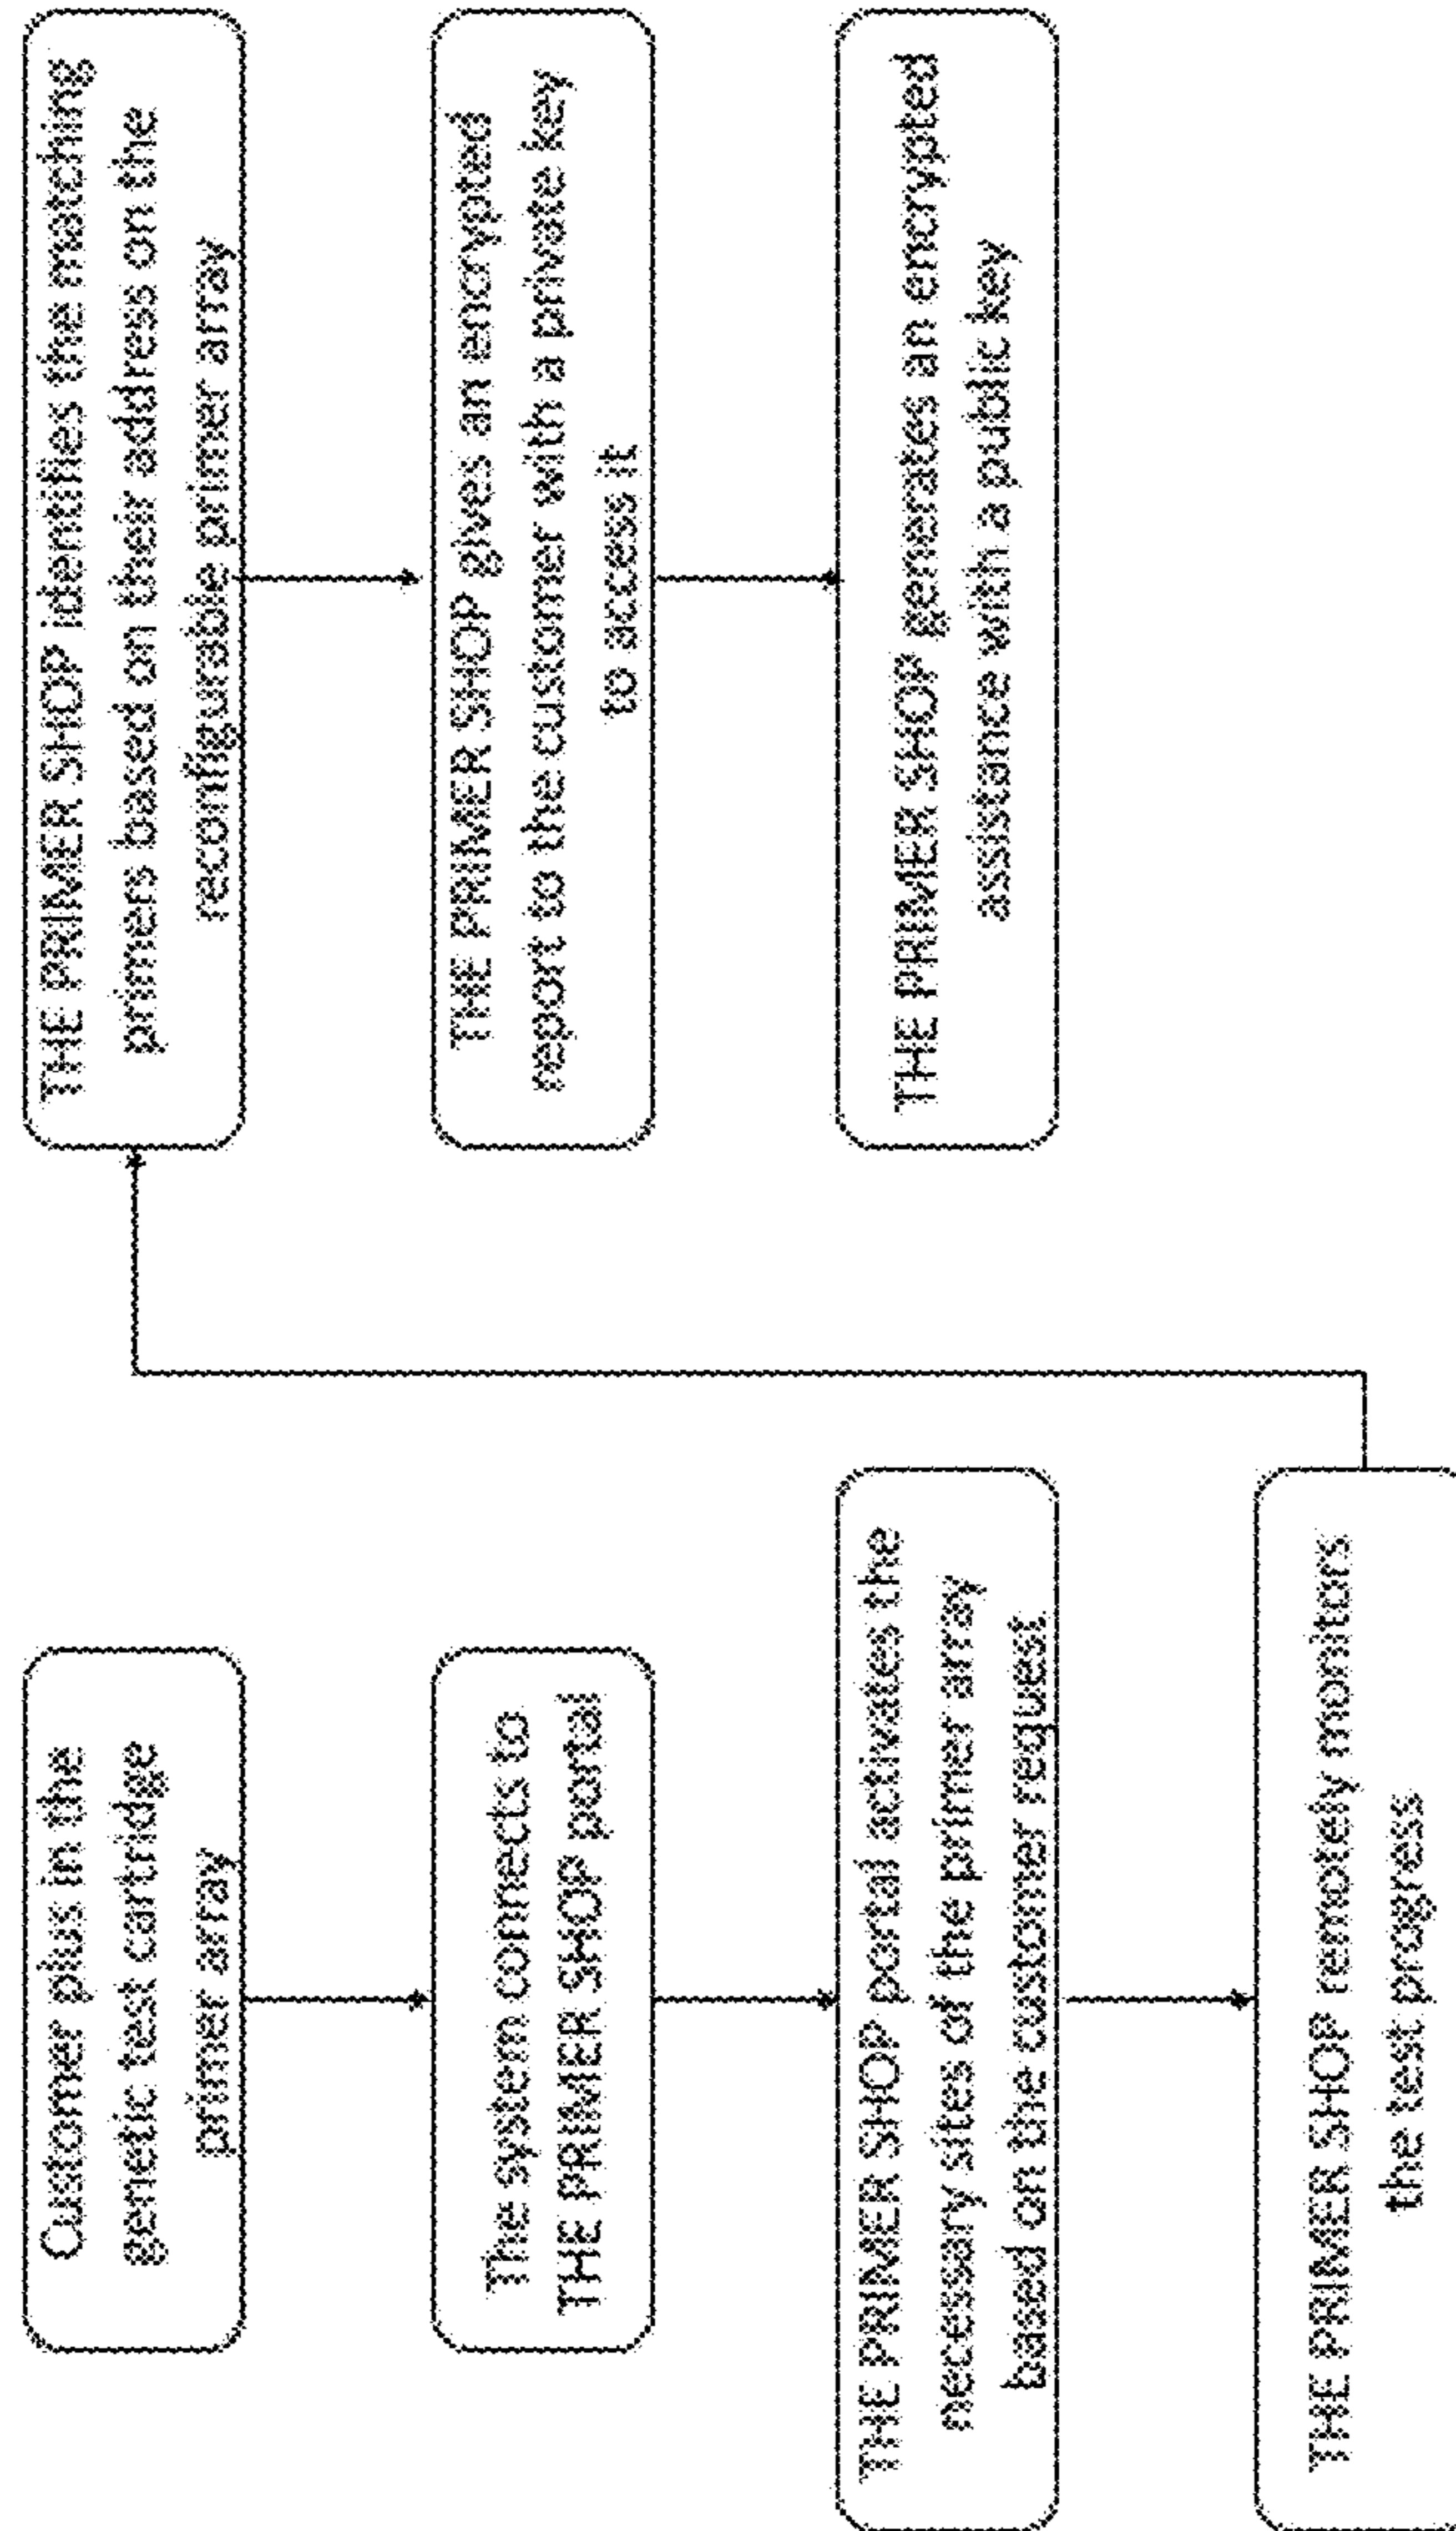 Customer plus in the
genetic test cartridge
primer array
The system connects to
THE PRIMER SHOP portal
THE PRIMER SHOP portal activates the
necessary sites of the primer array
based on the customer request
THE PRIMER SHOP remotely monitors
the test progress
THE PRIMER SHOP identifies the matching
primers based on their address on the
reconfigurable primer array
THE PRIMER SHOP gives an encrypted
report to the customer with a private key
to access it
THE PRIMER SHOP generates an encrypted
assistance with a public key